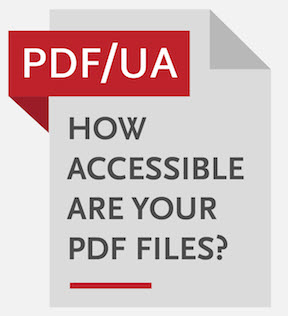 PDF/UA
HOW
ACCESSIBLE
ARE YOUR
PDF FILES?